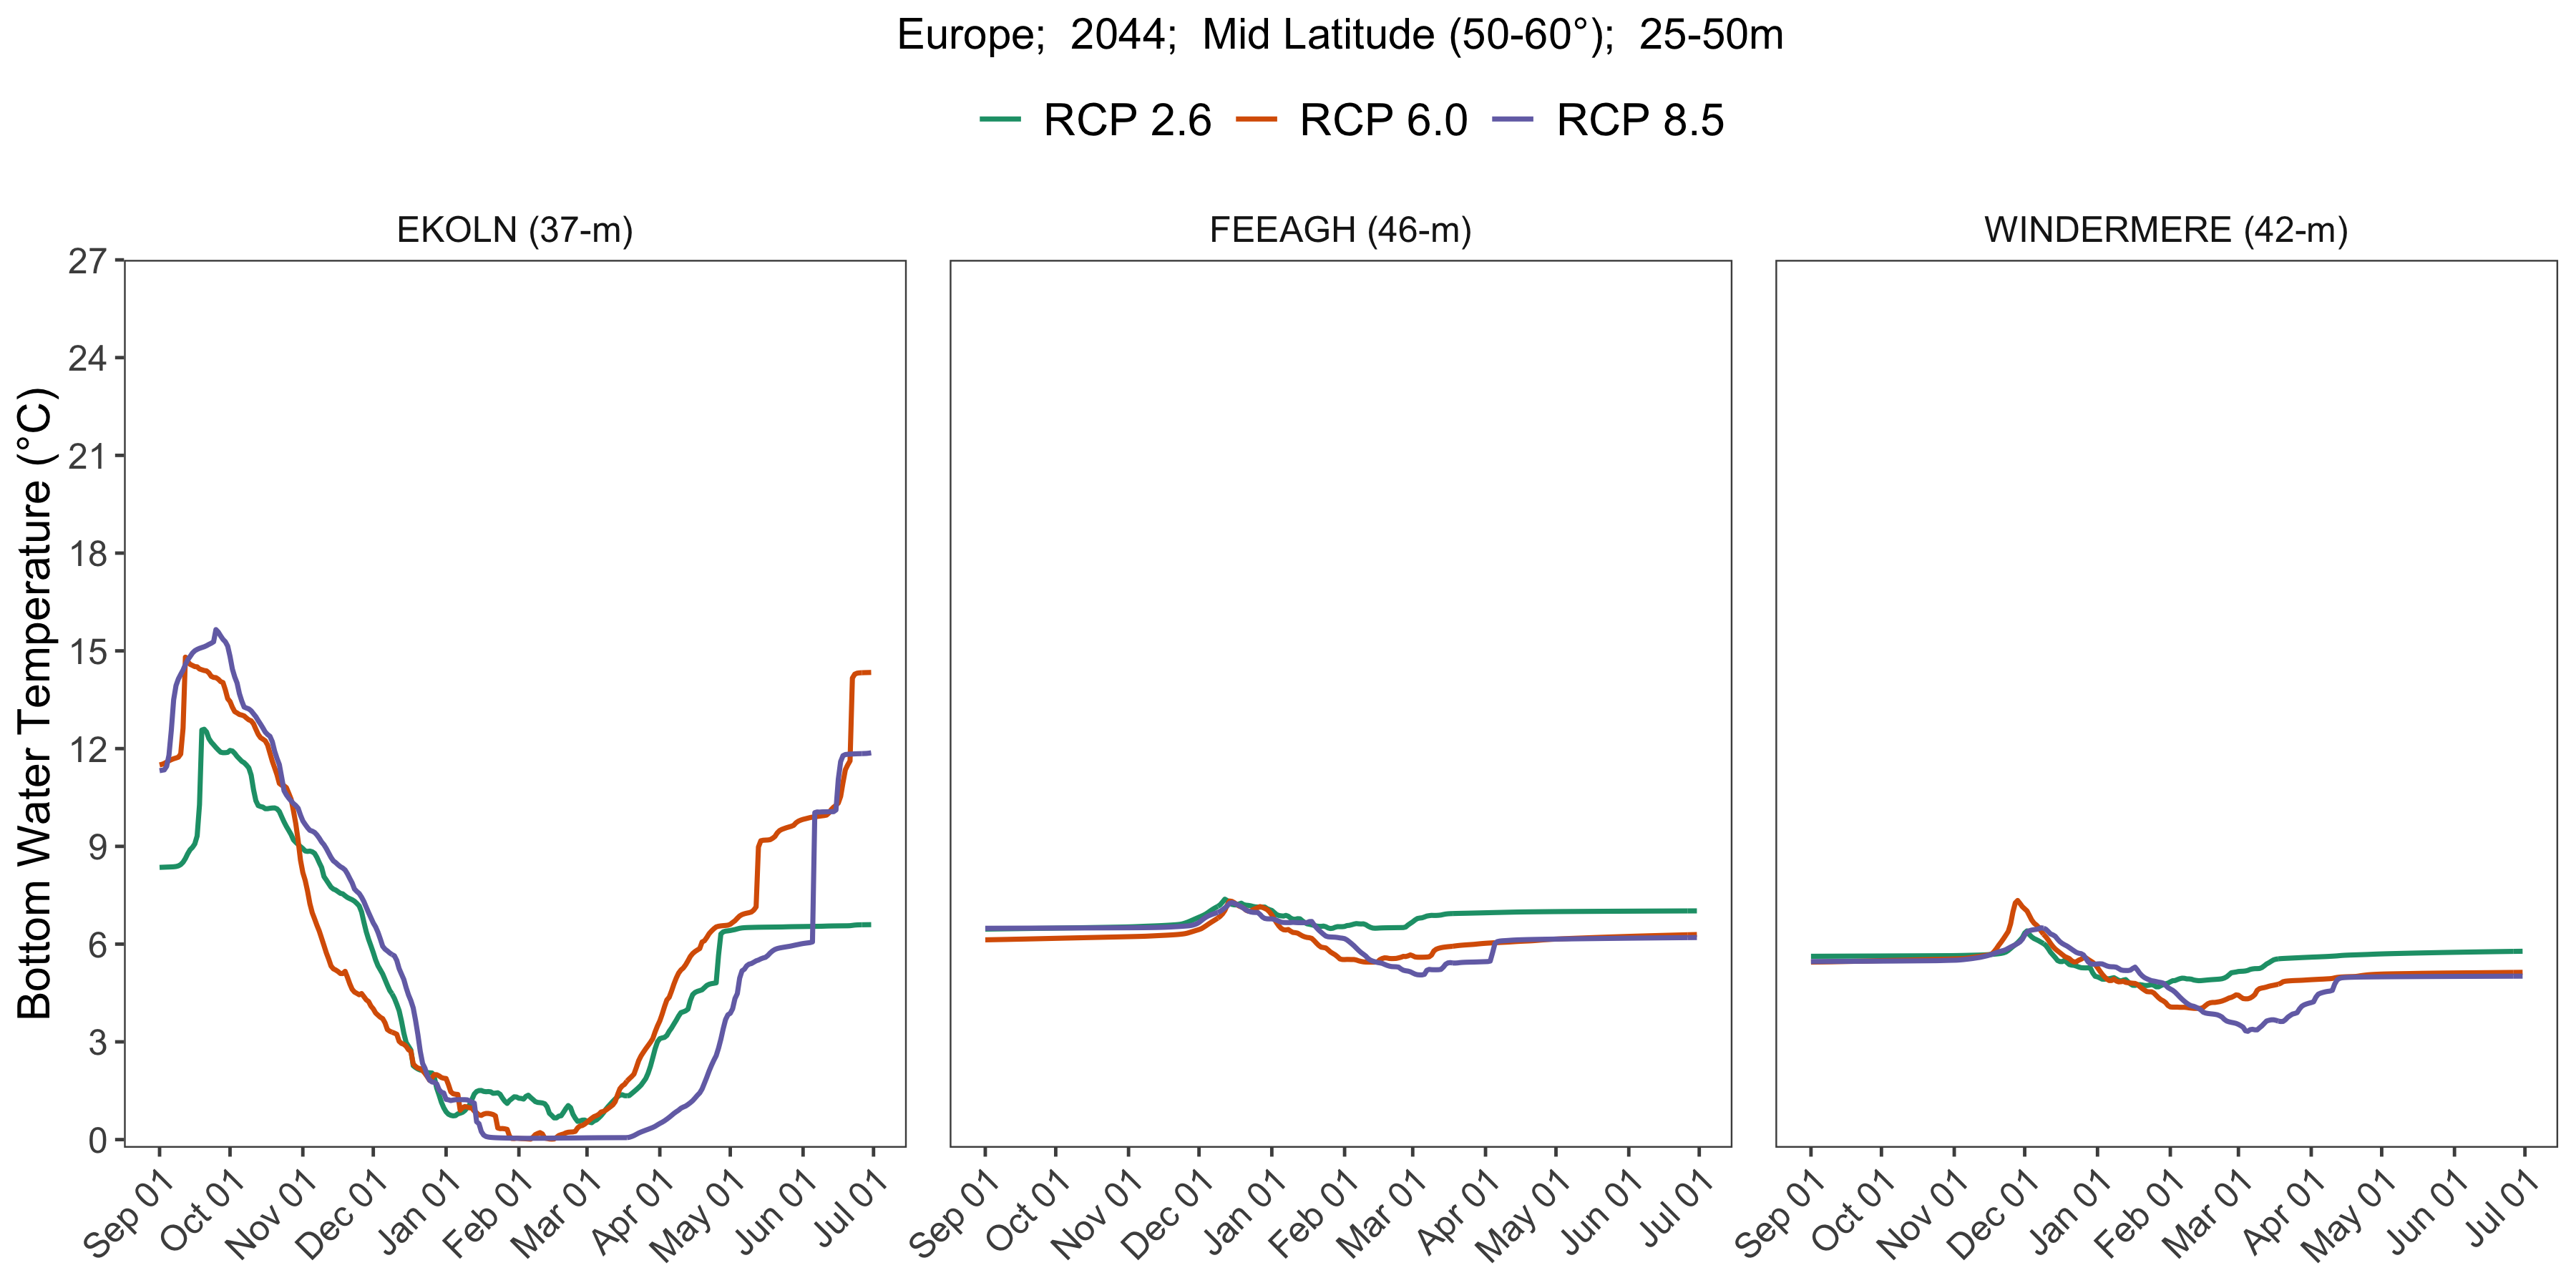 Europe;  2044;  Mid Latitude (50-60°);  25-50m
RCP 2.6 RCP 6.0 RCP 8.5
EKOLN (37-m)
FEEAGH (46-m)
WINDERMERE (42-m)
Bottom Water Temperature (°C)
27
24
21
18
15
12
9
6
3
0
Sep 01 Oct 01 Nov 01 Dec 01 Jan 01 Feb 01 Mar 01 Apr 01 May 01 Jun 01 Jul 01
Sep 01 Oct 01 Nov 01 Dec 01 Jan 01 Feb 01 Mar 01 Apr 01 May 01 Jun 01 Jul 01
Sep 01 Oct 01 Nov 01 Dec 01 Jan 01 Feb 01 Mar 01 Apr 01 May 01 Jun 01 Jul 01